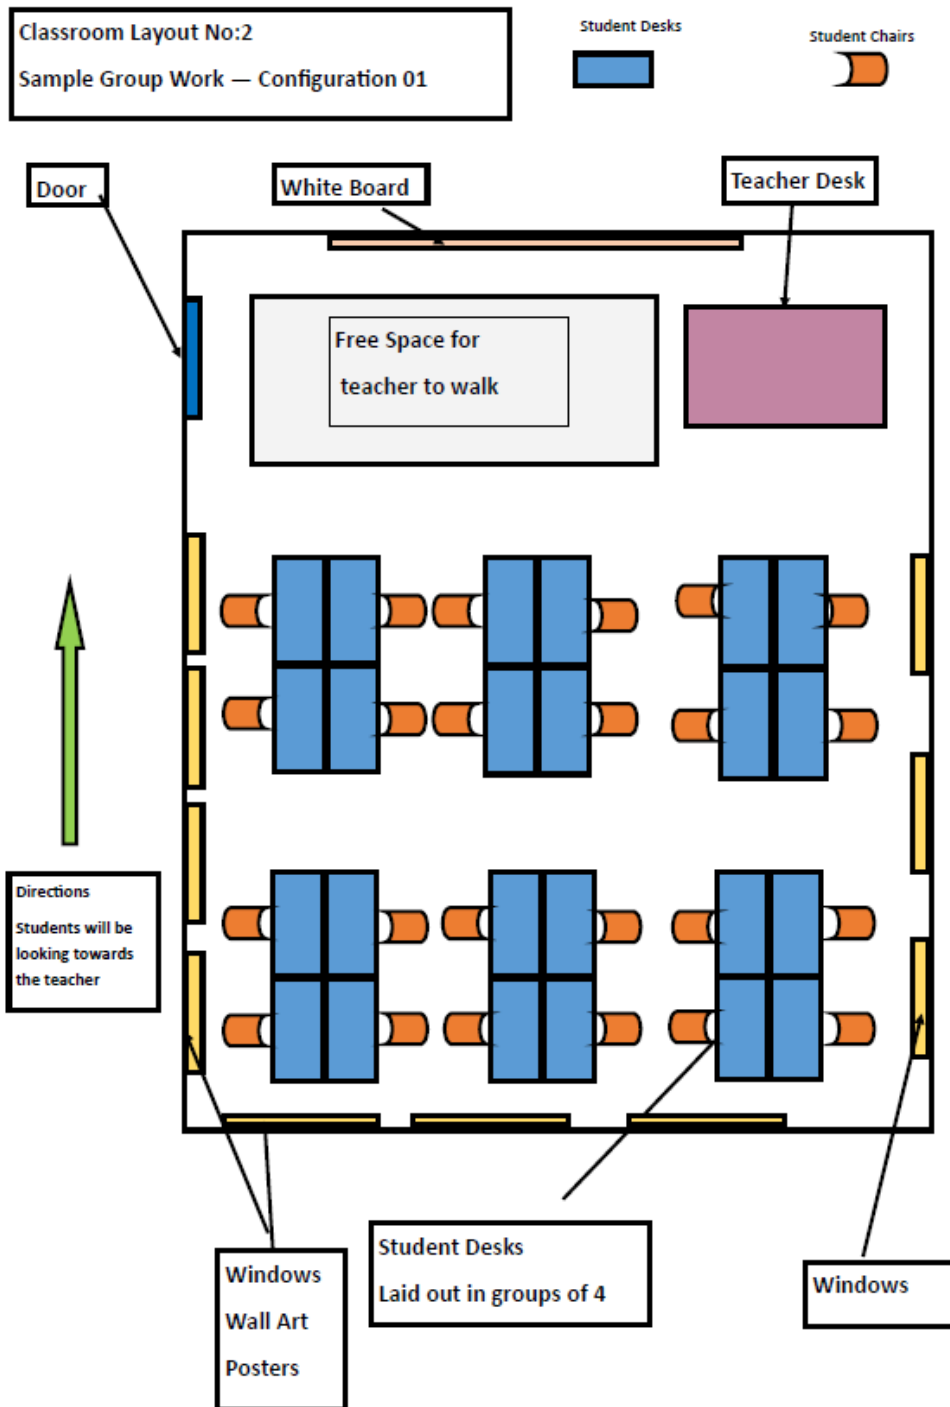 Classroom Layout No:2
Sample Group Work — Configuration 01
Student Desks
Student Chairs
Door
White Board
Teacher Desk
Free Space for
teacher to walk
Directions
Students will be
looking towards
the teacher
Windows
Wall Art
Posters
Student Desks
Laid out in groups of 4
Windows